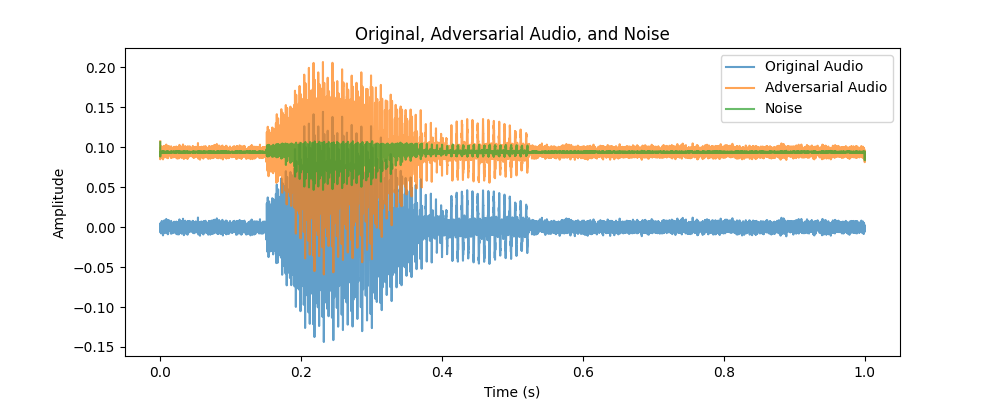 Original, Adversarial Audio, and Noise
Original Audio
Adversarial Audio
Noise
Amplitude
0.20
0.15
0.10
0.05
0.00
−0.05
−0.10
−0.15
0.0 0.2 0.4 0.6 0.8 1.0
Time (s)